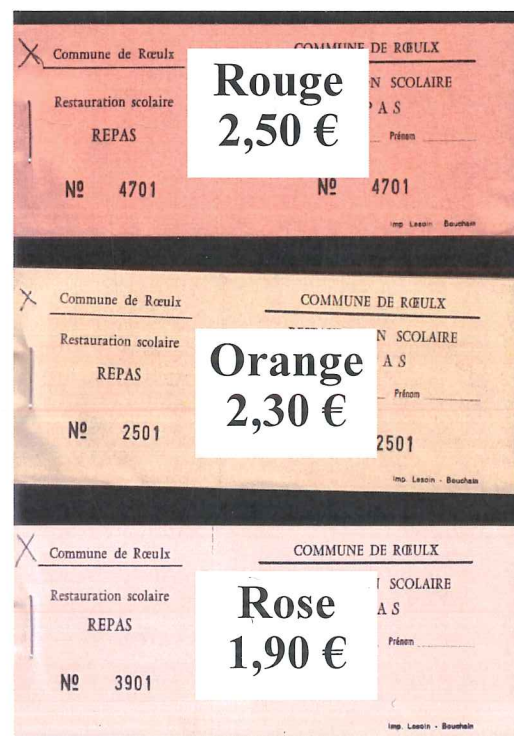 Commune de Rœulx
COMMUNE DE RŒULX
Rouge
2,50 €
Restauration scolaire
N SCOLAIRE
REPAS
P A S
Prénom
Nº 4701
Nº 4701
Imp. Lesoin - Bouchain
Commune de Rœulx
COMMUNE DE RŒULX
Orange
2,30 €
Restauration scolaire
N SCOLAIRE
REPAS
A S
Prénom
Nº 2501
2501
Imp. Lesoin - Bouchain
Commune de Rœulx
COMMUNE DE RŒULX
Rose
1,90 €
Restauration scolaire
SCOLAIRE
REPAS
A S
Prénom
Nº 3901
Imp. Lesoin - Bouchain